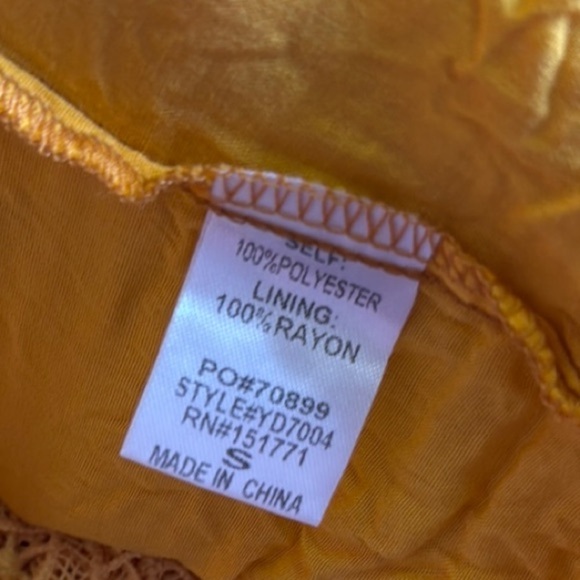 SELF:
100%POLYESTER
LINING:
100%RAYON
PO#70899
STYLE#YD7004
RN#151771
S
MADE IN CHINA